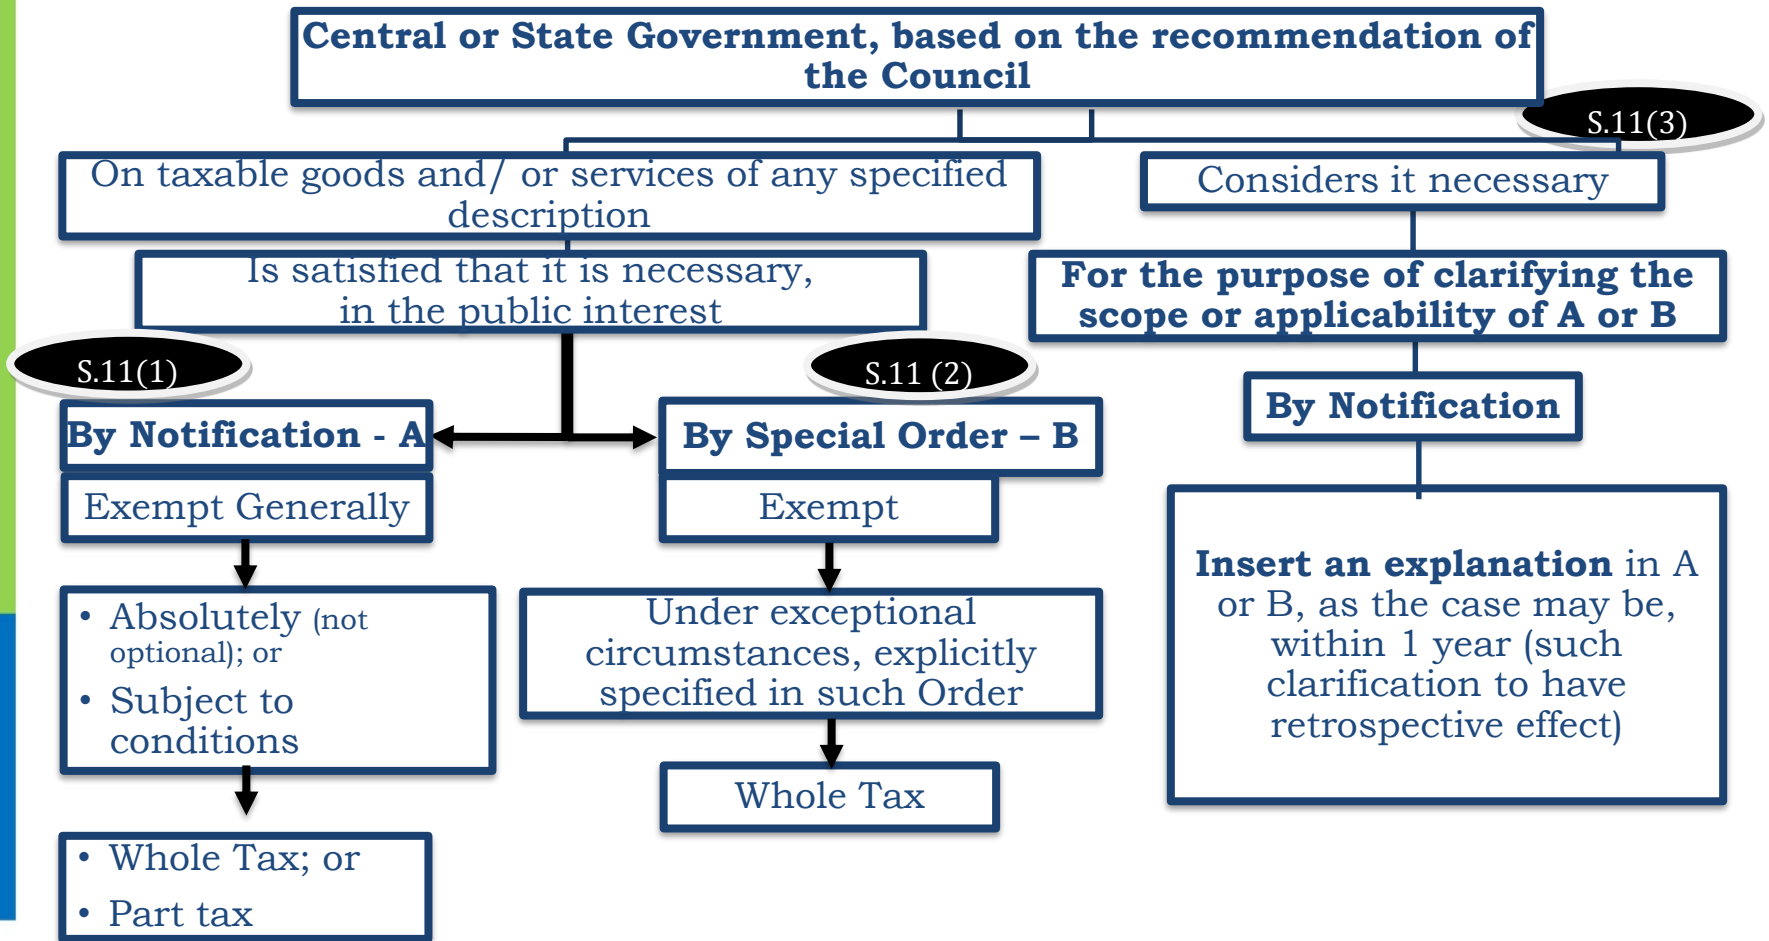 Central or State Government, based on the recommendation of
the Council
S.11(3)
On taxable goods and/ or services of any specified
description
Considers it necessary
Is satisfied that it is necessary,
in the public interest
For the purpose of clarifying the
scope or applicability of A or B
S.11(1)
S.11 (2)
By Notification - A
By Special Order – B
By Notification
Exempt Generally
Exempt
• Absolutely (not
optional); or
• Subject to
conditions
Under exceptional
circumstances, explicitly
specified in such Order
Insert an explanation in A
or B, as the case may be,
within 1 year (such
clarification to have
retrospective effect)
Whole Tax
• Whole Tax; or
• Part tax